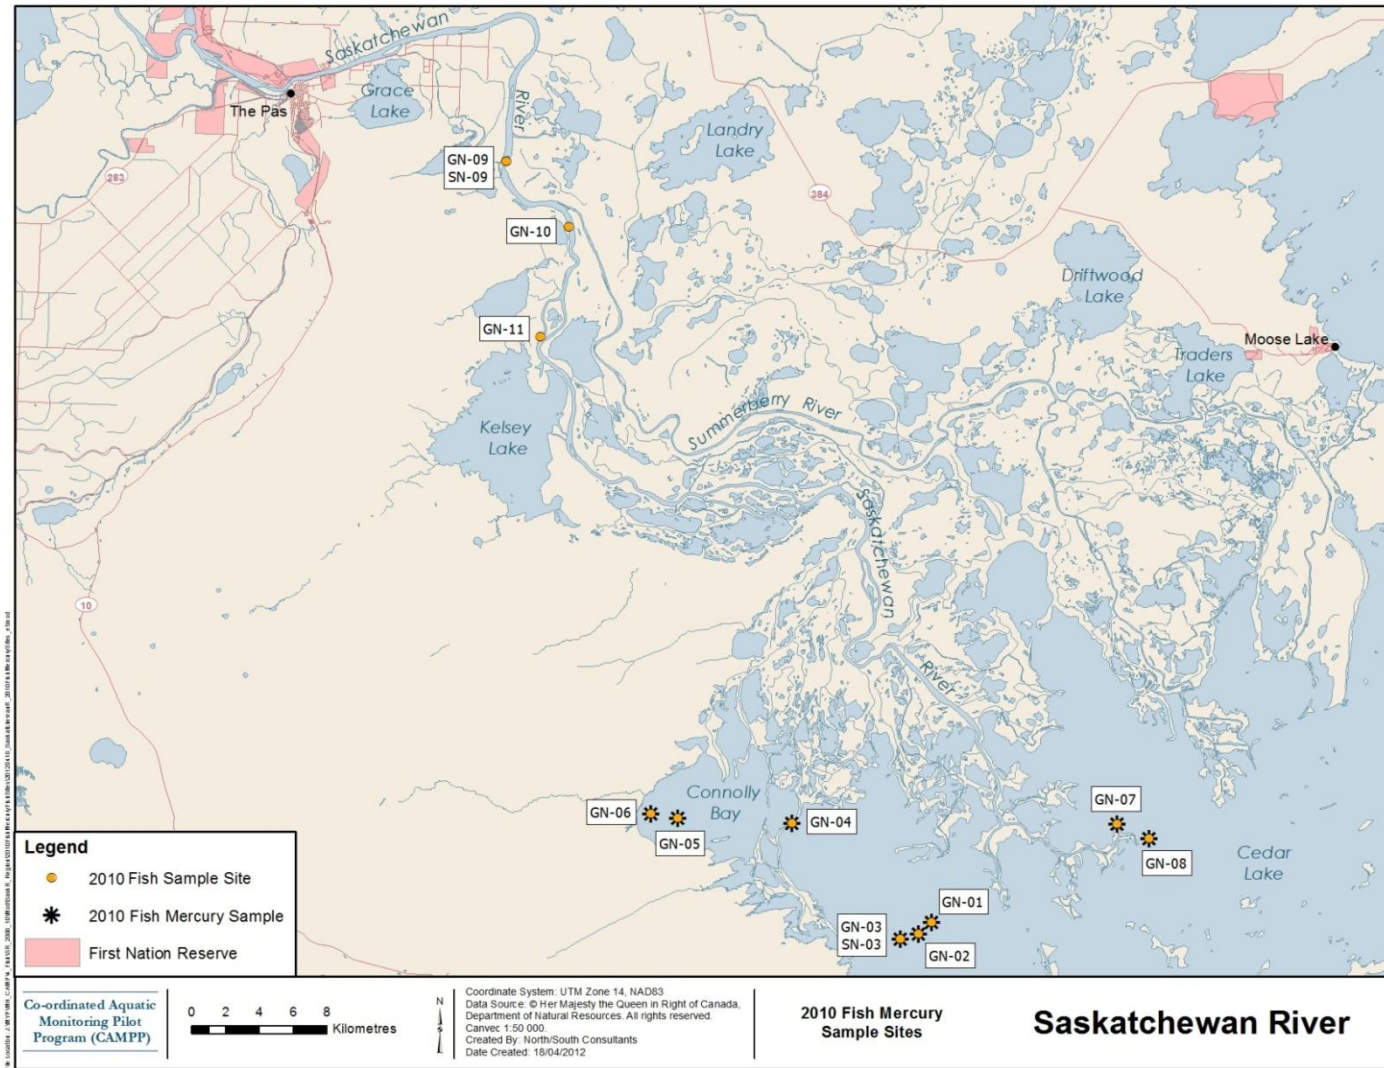 Saskatchewan
River
Grace
Lake
The Pas
Landry
Lake
283
384
GN-09
SN-09
GN-10
GN-11
Driftwood
Lake
Moose Lake
Traders
Lake
Kelsey
Lake
Summerberry River
Saskatchewan
River
10
Connolly
Bay
GN-06
GN-05
GN-04
GN-07
GN-08
Cedar
Lake
GN-01
GN-03
SN-03
GN-02
Legend
2010 Fish Sample Site
2010 Fish Mercury Sample
First Nation Reserve
Co-ordinated Aquatic
Monitoring Pilot
Program (CAMPP)
0 2 4 6 8
Kilometres
N
Coordinate System: UTM Zone 14, NAD83
Data Source: © Her Majesty the Queen in Right of Canada,
Department of Natural Resources. All rights reserved.
Canvec 1:50 000.
Created By: North/South Consultants
Date Created: 18/04/2012
2010 Fish Mercury
Sample Sites
Saskatchewan River